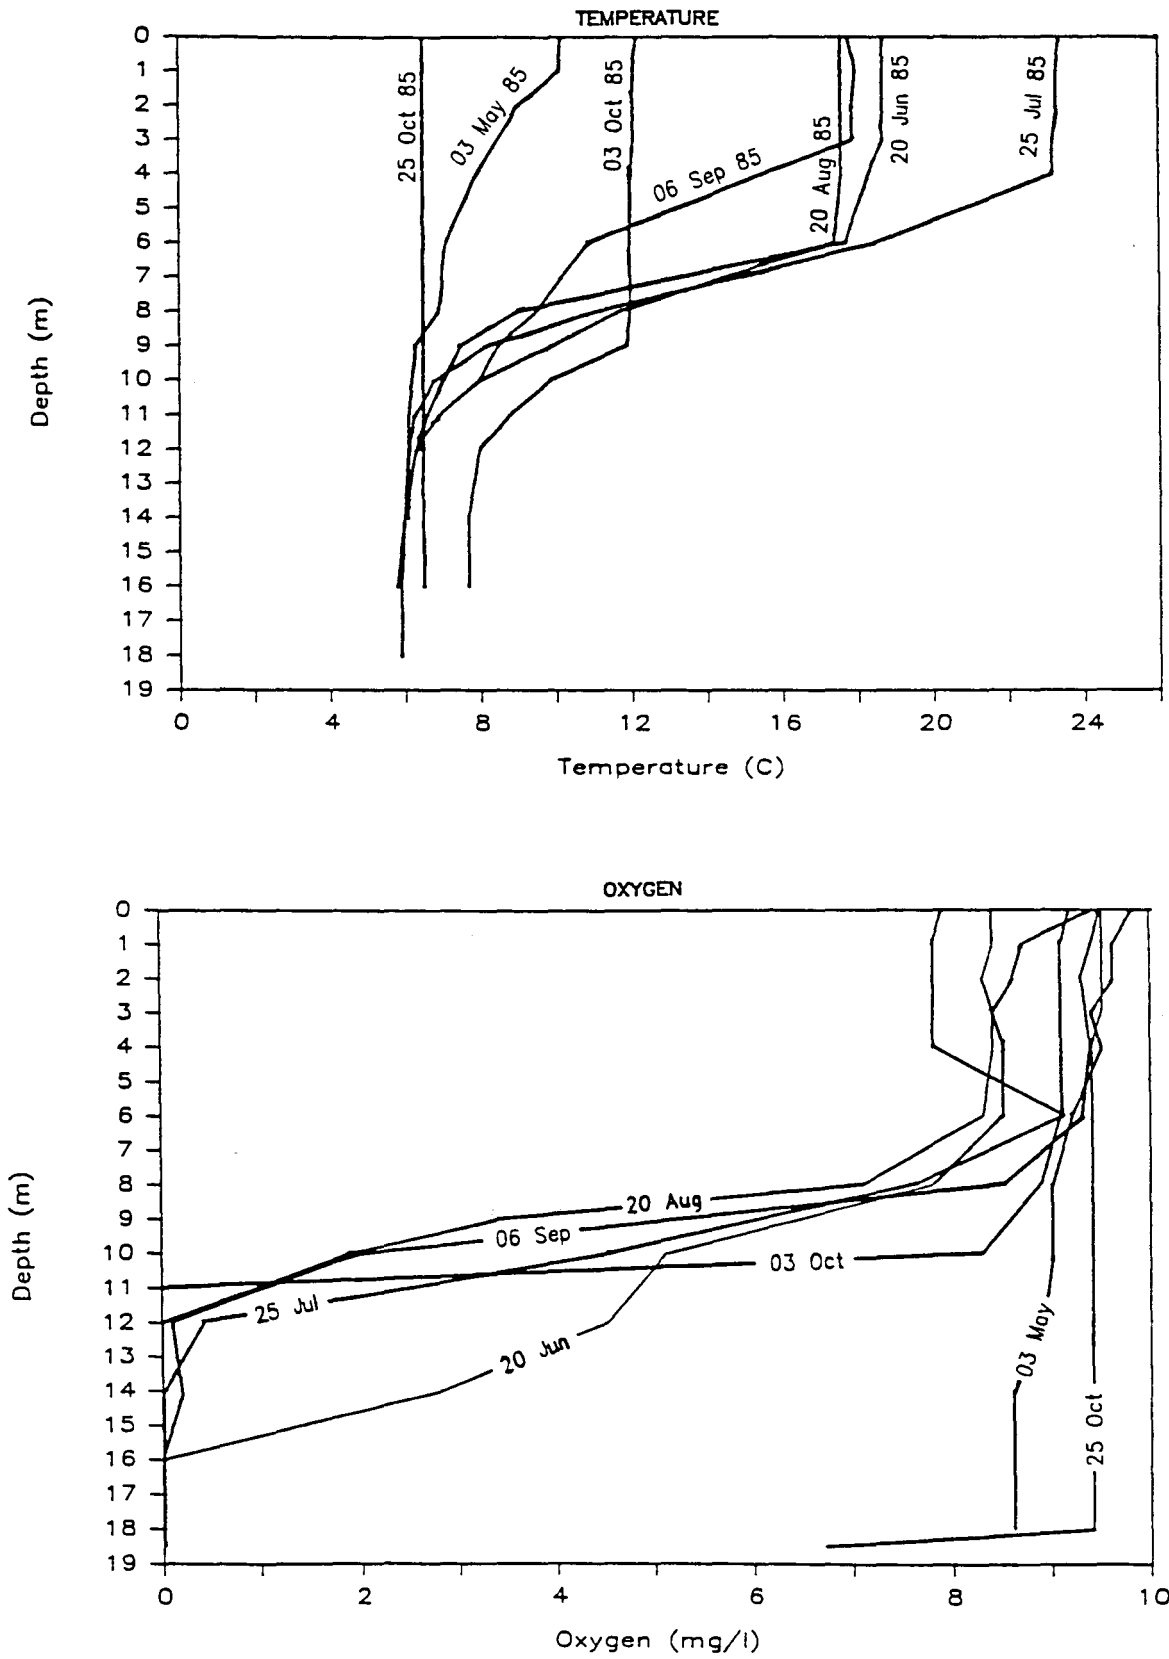 TEMPERATURE
0
1
2
3
4
5
6
7
8
9
10
11
12
13
14
15
16
17
18
19
Depth (m)
25 Oct 85
03 May 85
03 Oct 85
06 Sep 85
20 Aug 85
20 Jun 85
25 Jul 85
0 4 8 12 16 20 24
Temperature (C)
OXYGEN
0
1
2
3
4
5
6
7
8
9
10
11
12
13
14
15
16
17
18
19
Depth (m)
20 Aug
06 Sep
03 Oct
25 Jul
20 Jun
03 May
25 Oct
0 2 4 6 8 10
Oxygen (mg/l)